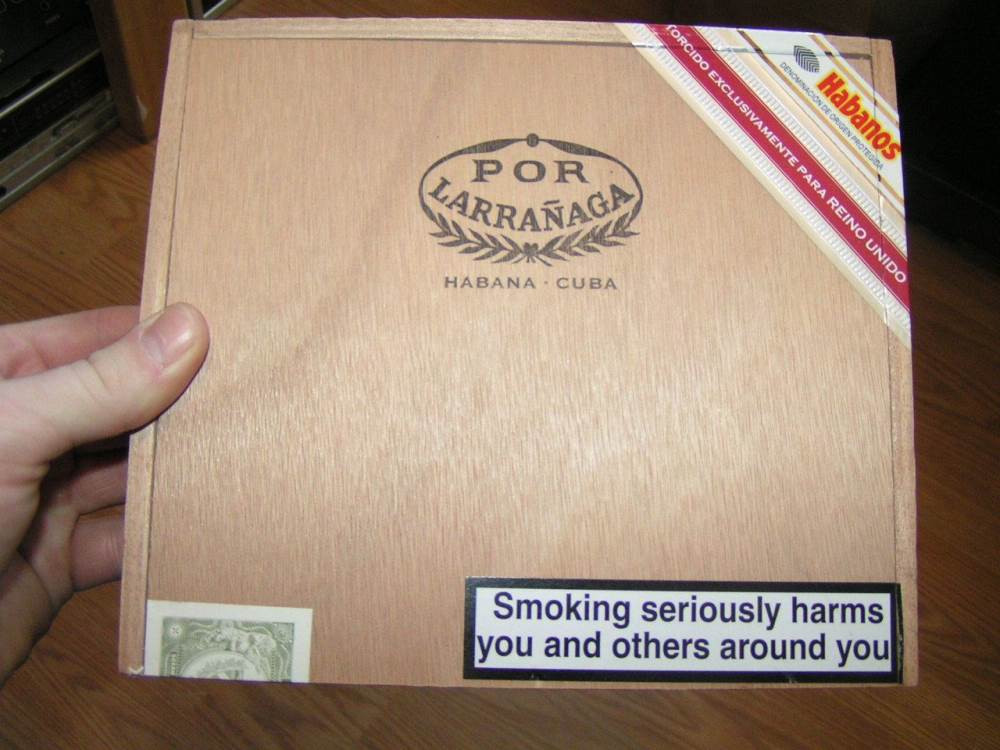 TORCIDO EXCLUSIVAMENTE PARA REINO UNIDO
Habanos
DENOMINACIÓN DE ORIGEN PROTEGIDA
POR
LARRAÑAGA
HABANA · CUBA
Smoking seriously harms
you and others around you